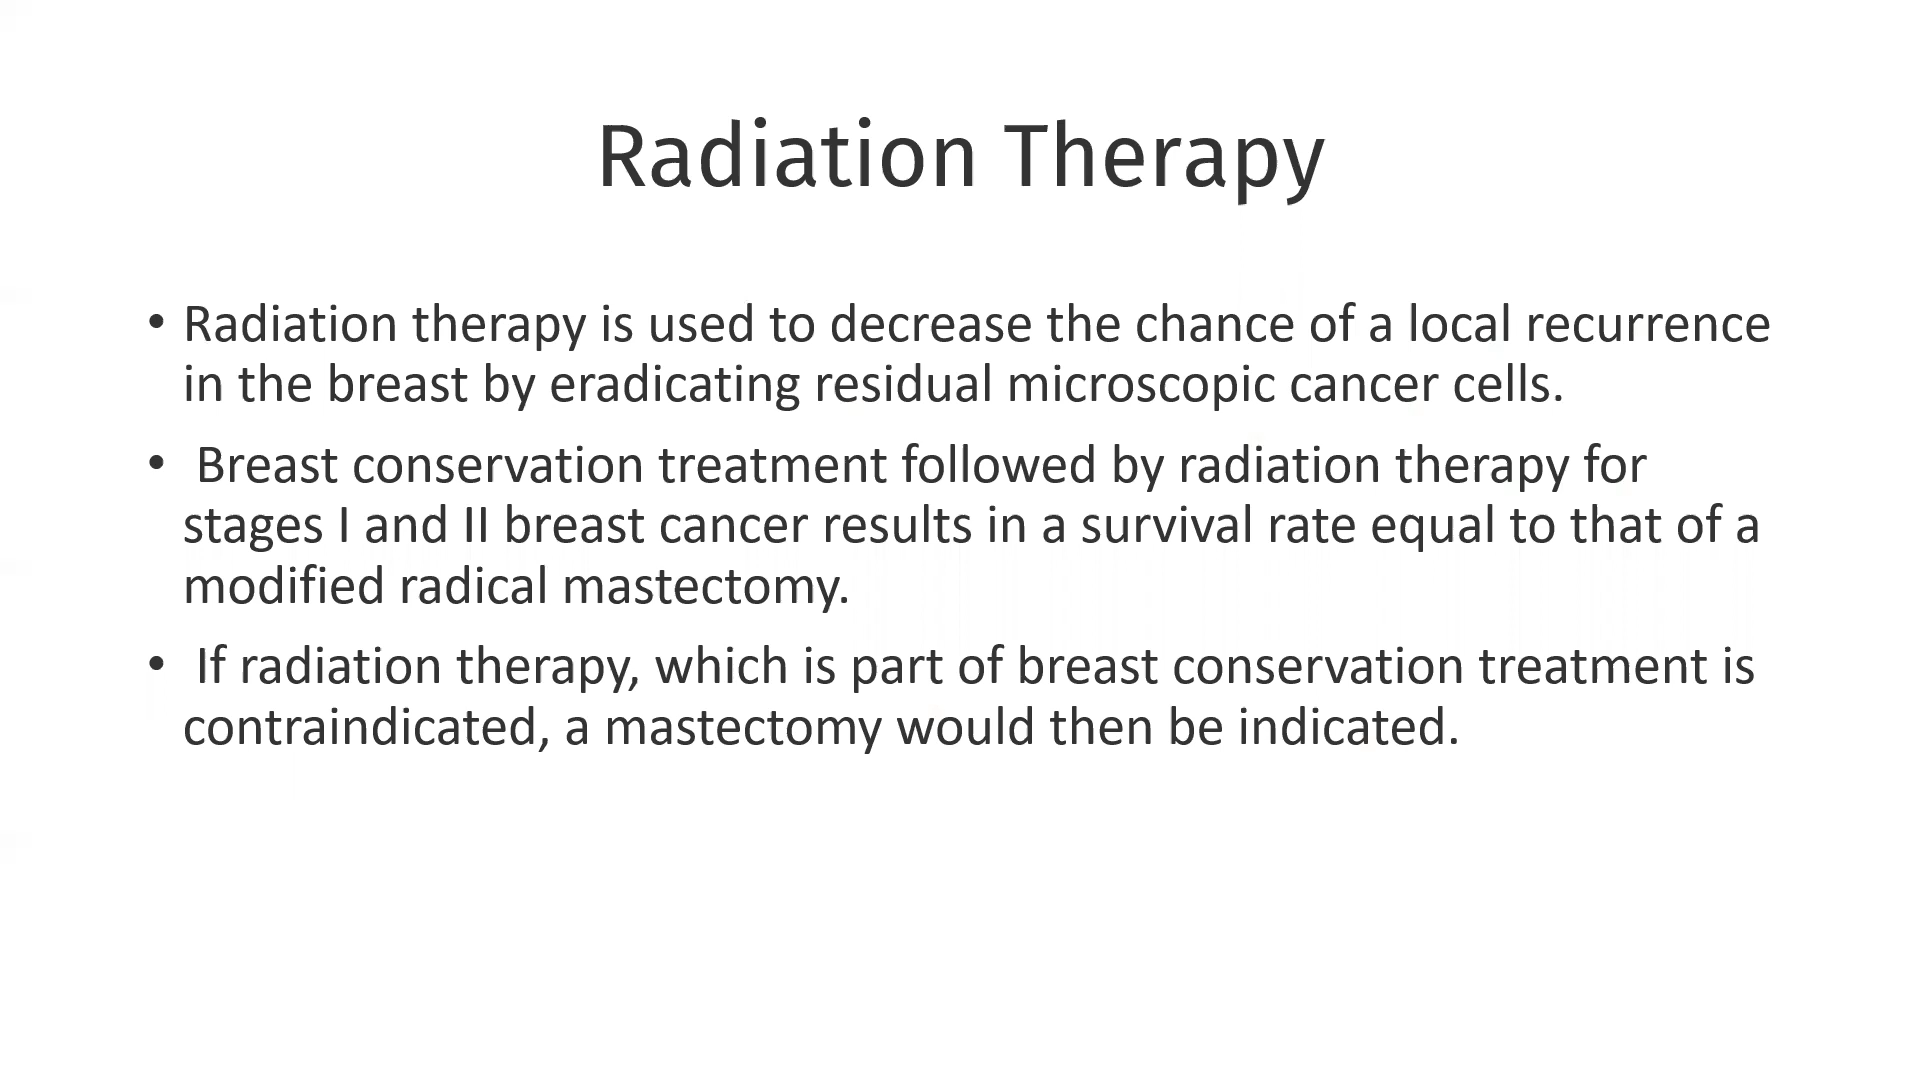 Radiation Therapy
• Radiation therapy is used to decrease the chance of a local recurrence
in the breast by eradicating residual microscopic cancer cells.
• Breast conservation treatment followed by radiation therapy for
stages I and II breast cancer results in a survival rate equal to that of a
modified radical mastectomy.
• If radiation therapy, which is part of breast conservation treatment is
contraindicated, a mastectomy would then be indicated.